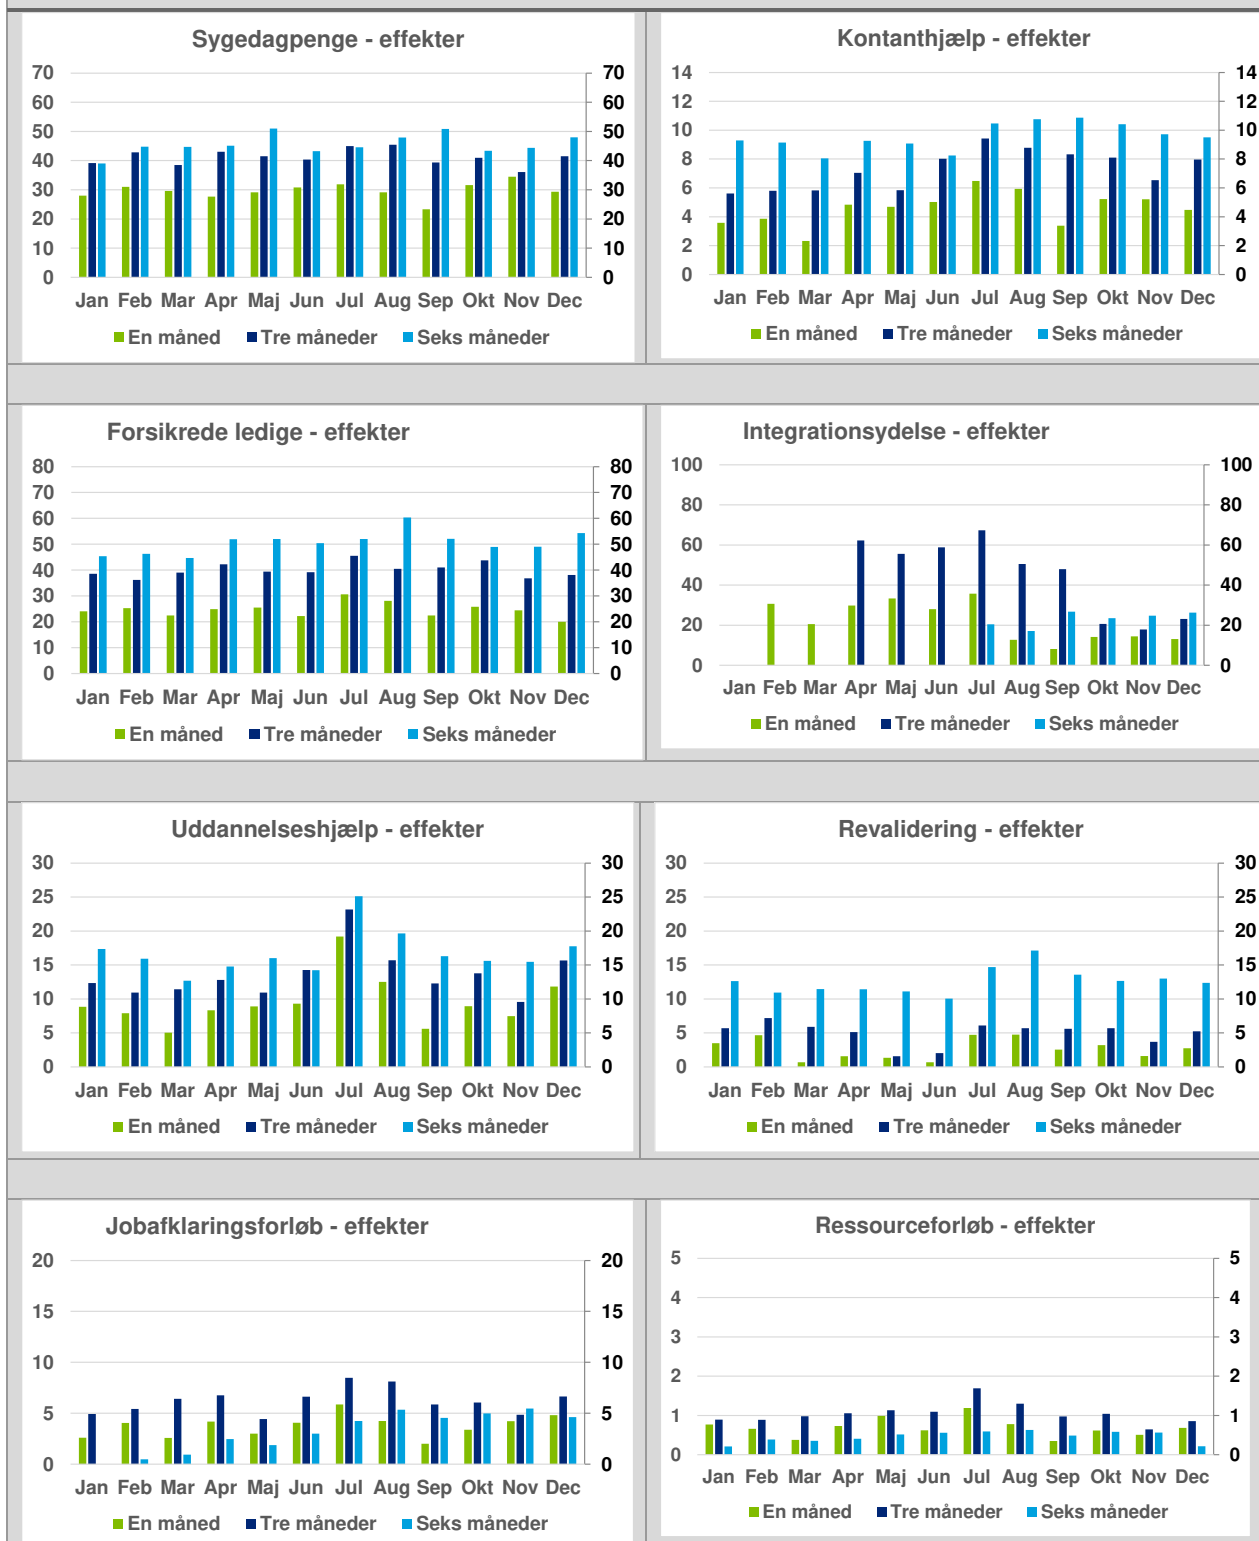 Sygedagpenge - effekter
70 70
60 60
50 50
40 40
30 30
20 20
10 10
0 0
Jan Feb Mar Apr Maj Jun Jul Aug Sep Okt Nov Dec
En måned Tre måneder Seks måneder
Kontanthjælp - effekter
14 14
12 12
10 10
8 8
6 6
4 4
2 2
0 0
Jan Feb Mar Apr Maj Jun Jul Aug Sep Okt Nov Dec
En måned Tre måneder Seks måneder
Forsikrede ledige - effekter
80 80
70 70
60 60
50 50
40 40
30 30
20 20
10 10
0 0
Jan Feb Mar Apr Maj Jun Jul Aug Sep Okt Nov Dec
En måned Tre måneder Seks måneder
Integrationsydelse - effekter
100 100
80 80
60 60
40 40
20 20
0 0
Jan Feb Mar Apr Maj Jun Jul Aug Sep Okt Nov Dec
En måned Tre måneder Seks måneder
Uddannelseshjælp - effekter
30 30
25 25
20 20
15 15
10 10
5 5
0 0
Jan Feb Mar Apr Maj Jun Jul Aug Sep Okt Nov Dec
En måned Tre måneder Seks måneder
Revalidering - effekter
30 30
25 25
20 20
15 15
10 10
5 5
0 0
Jan Feb Mar Apr Maj Jun Jul Aug Sep Okt Nov Dec
En måned Tre måneder Seks måneder
Jobafklaringsforløb - effekter
20 20
15 15
10 10
5 5
0 0
Jan Feb Mar Apr Maj Jun Jul Aug Sep Okt Nov Dec
En måned Tre måneder Seks måneder
Ressourceforløb - effekter
5 5
4 4
3 3
2 2
1 1
0 0
Jan Feb Mar Apr Maj Jun Jul Aug Sep Okt Nov Dec
En måned Tre måneder Seks måneder